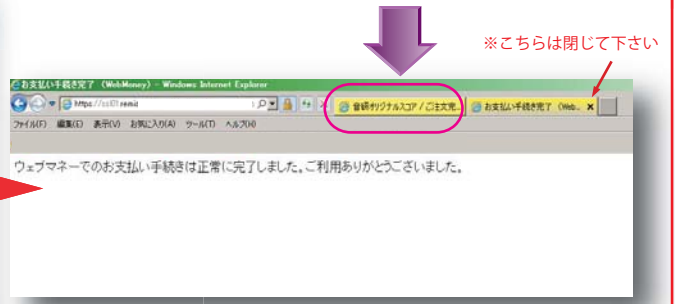 ※こちらは閉じて下さい
お支払い手続き完了 (WebMoney) - Windows Internet Explorer
https://
音研オリジナルスコア / ご注文完...
お支払い手続き完了 (Web...
ファイル(F) 編集(E) 表示(V) お気に入り(A) ツール(T) ヘルプ(H)
ウェブマネーでのお支払い手続きは正常に完了しました。ご利用ありがとうございました。